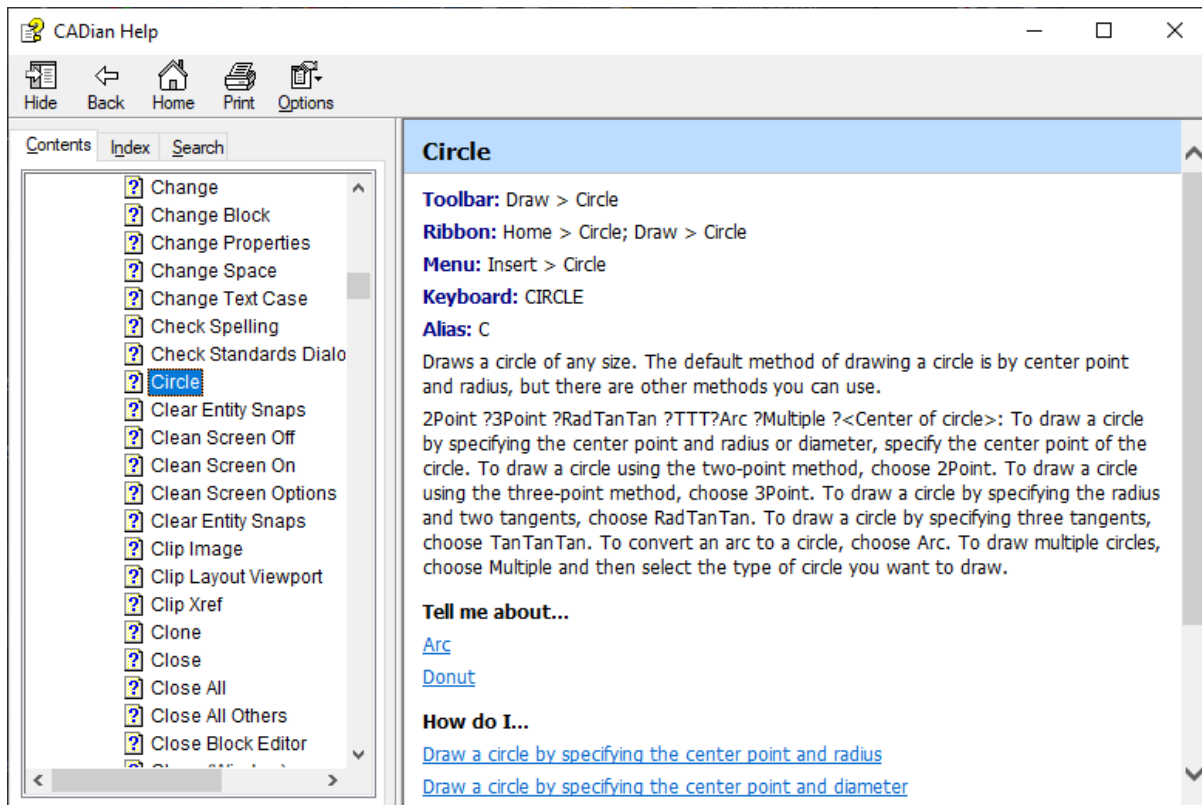 CADian Help
Hide Back Home Print Options
Contents Index Search
Change
Change Block
Change Properties
Change Space
Change Text Case
Check Spelling
Check Standards Dialo
Circle
Clear Entity Snaps
Clean Screen Off
Clean Screen On
Clean Screen Options
Clear Entity Snaps
Clip Image
Clip Layout Viewport
Clip Xref
Clone
Close
Close All
Close All Others
Close Block Editor
Circle
Toolbar: Draw > Circle
Ribbon: Home > Circle; Draw > Circle
Menu: Insert > Circle
Keyboard: CIRCLE
Alias: C
Draws a circle of any size. The default method of drawing a circle is by center point
and radius, but there are other methods you can use.
2Point ?3Point ?RadTanTan ?TTT?Arc ?Multiple ?<Center of circle>: To draw a circle
by specifying the center point and radius or diameter, specify the center point of the
circle. To draw a circle using the two-point method, choose 2Point. To draw a circle
using the three-point method, choose 3Point. To draw a circle by specifying the radius
and two tangents, choose RadTanTan. To draw a circle by specifying three tangents,
choose TanTanTan. To convert an arc to a circle, choose Arc. To draw multiple circles,
choose Multiple and then select the type of circle you want to draw.
Tell me about...
Arc
Donut
How do I...
Draw a circle by specifying the center point and radius
Draw a circle by specifying the center point and diameter